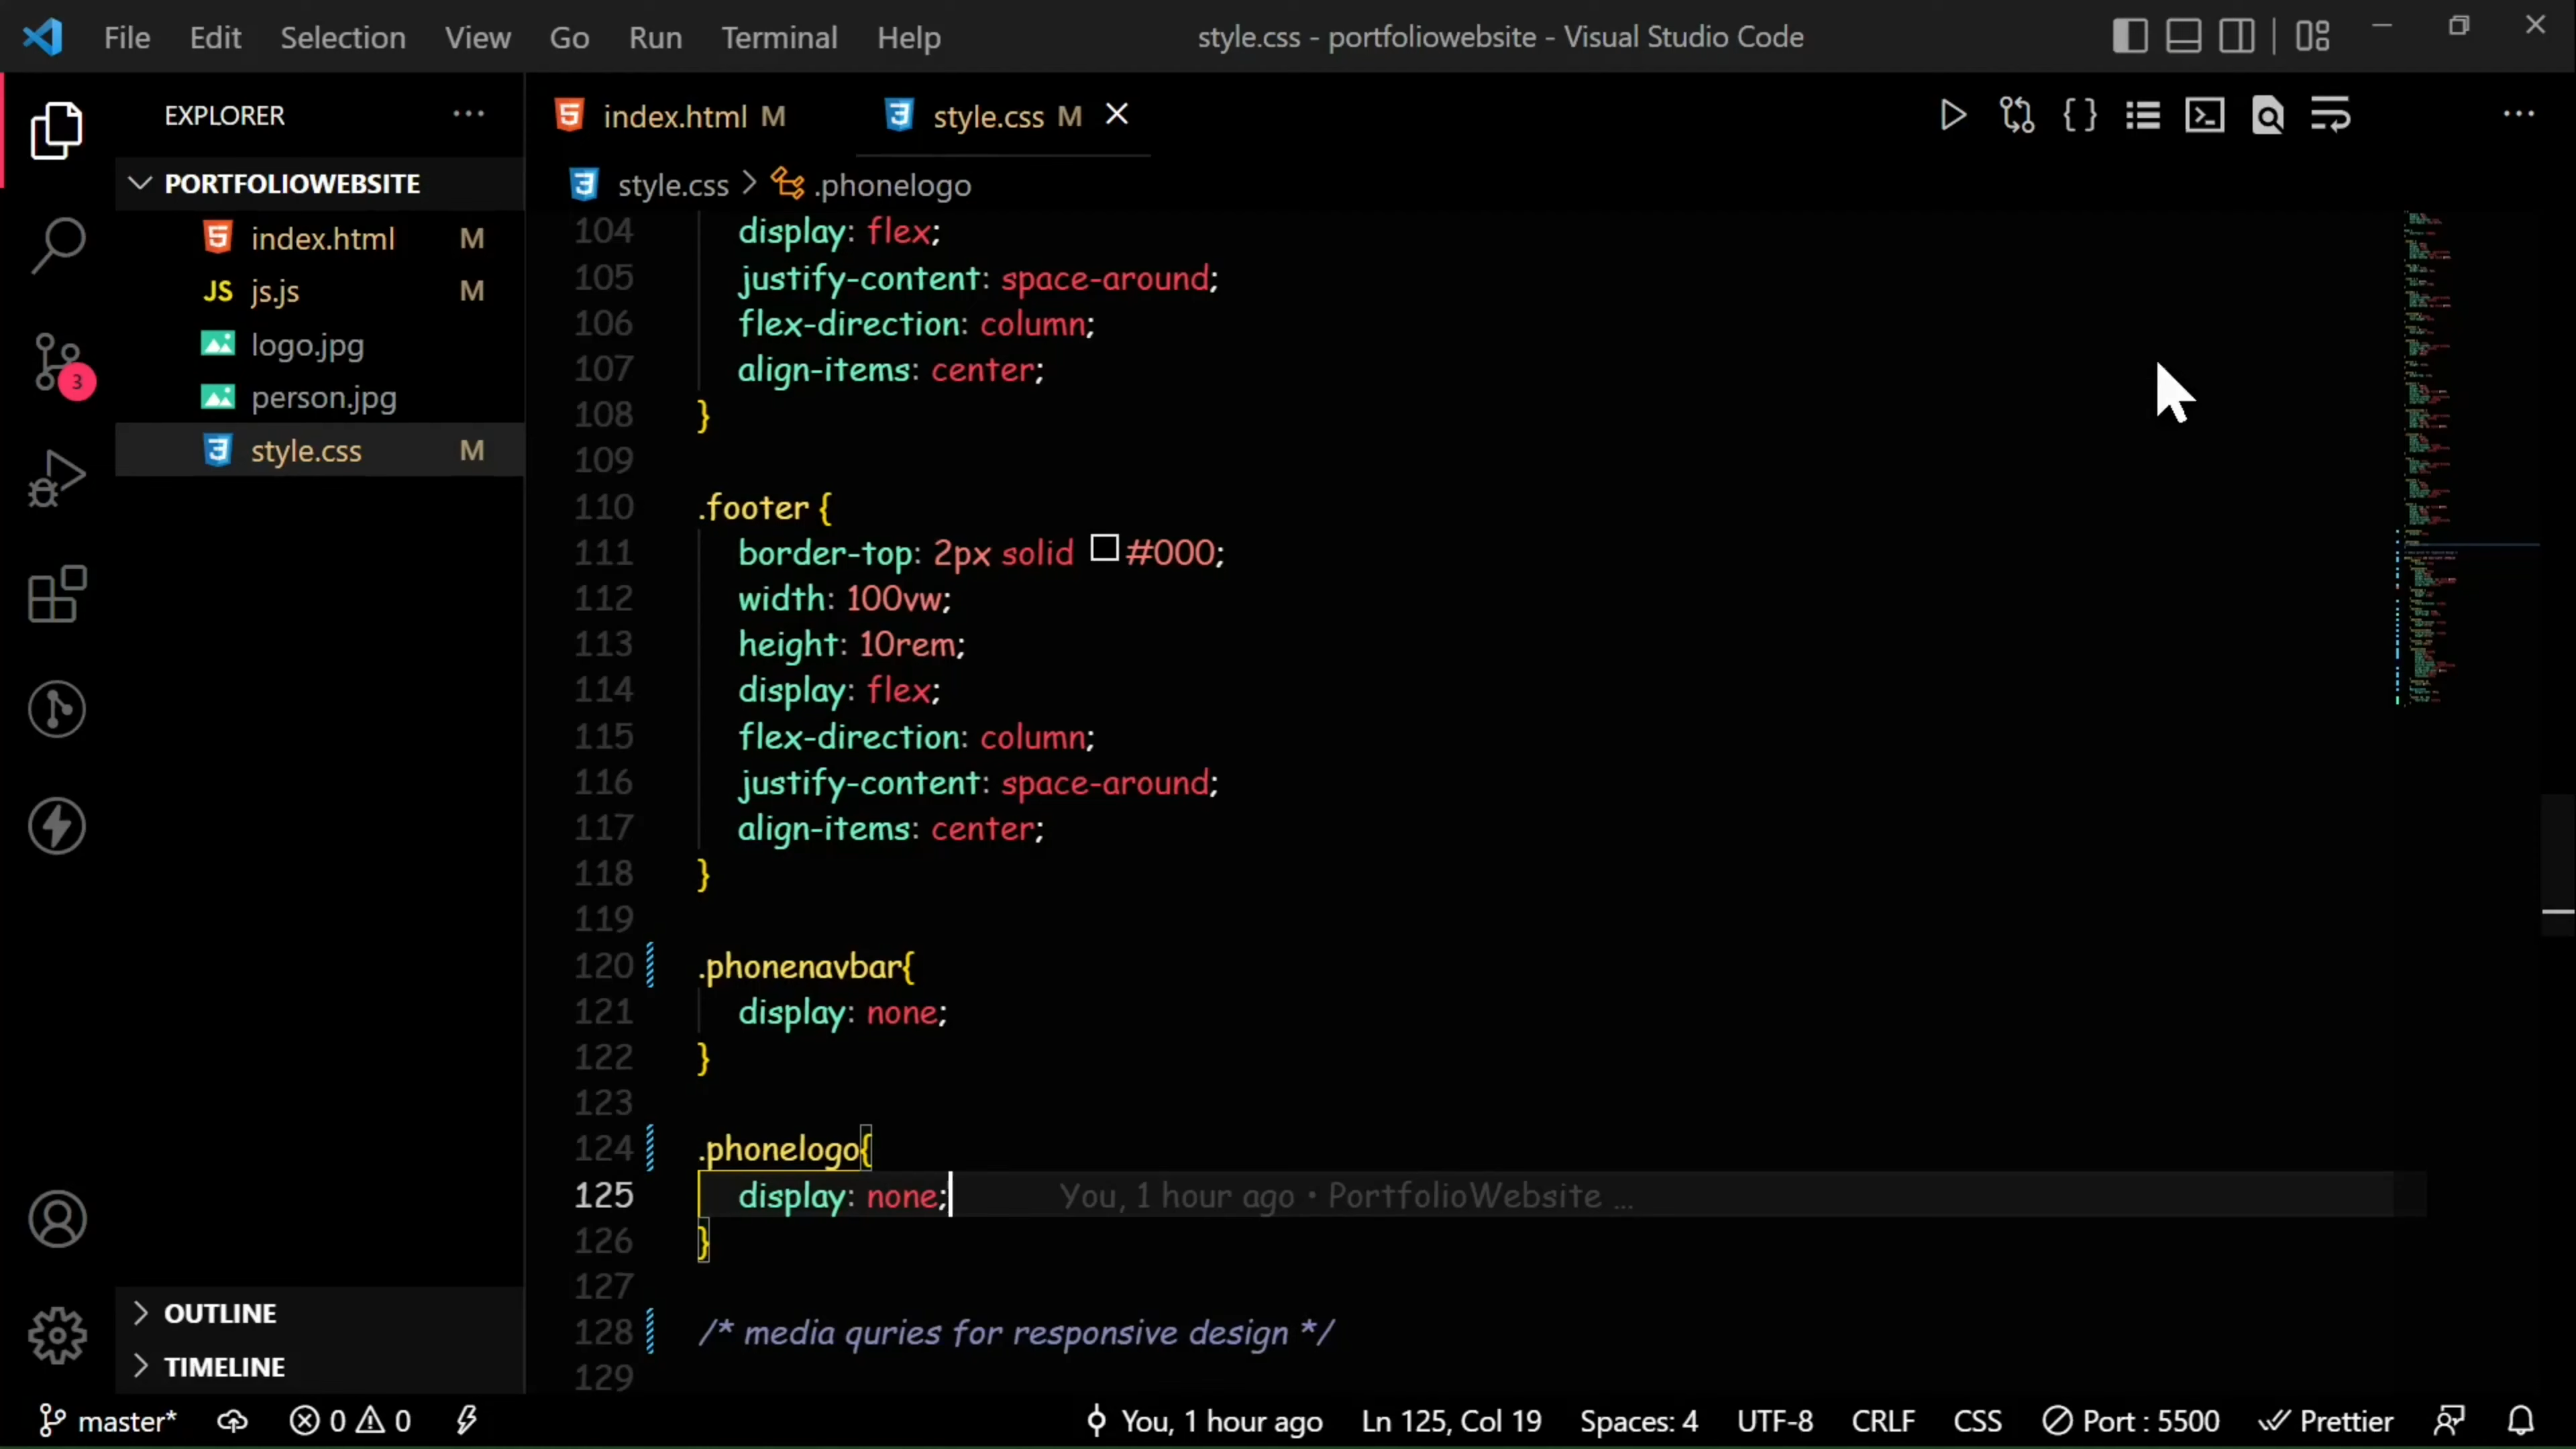 File Edit Selection View Go Run Terminal Help style.css - portfoliowebsite - Visual Studio Code
EXPLORER
PORTFOLIOWEBSITE
index.html M
JS js.js M
logo.jpg
person.jpg
style.css M
OUTLINE
TIMELINE
3
index.html M style.css M
style.css > .phonelogo
104 display: flex;
105 justify-content: space-around;
106 flex-direction: column;
107 align-items: center;
108 }
109
110 .footer {
111 border-top: 2px solid #000;
112 width: 100vw;
113 height: 10rem;
114 display: flex;
115 flex-direction: column;
116 justify-content: space-around;
117 align-items: center;
118 }
119
120 .phonenavbar{
121 display: none;
122 }
123
124 .phonelogo{
125 display: none; You, 1 hour ago • PortfolioWebsite ...
126 }
127
128 /* media quries for responsive design */
129
master* 0 0 You, 1 hour ago Ln 125, Col 19 Spaces: 4 UTF-8 CRLF CSS Port : 5500 Prettier